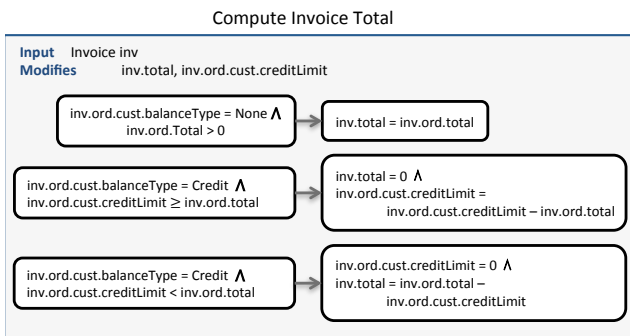 Compute Invoice Total
Input Invoice inv
Modifies inv.total, inv.ord.cust.creditLimit
inv.ord.cust.balanceType = None ∧
inv.ord.Total > 0
inv.total = inv.ord.total
inv.ord.cust.balanceType = Credit ∧
inv.ord.cust.creditLimit ≥ inv.ord.total
inv.total = 0 ∧
inv.ord.cust.creditLimit =
inv.ord.cust.creditLimit – inv.ord.total
inv.ord.cust.balanceType = Credit ∧
inv.ord.cust.creditLimit < inv.ord.total
inv.ord.cust.creditLimit = 0 ∧
inv.total = inv.ord.total –
inv.ord.cust.creditLimit